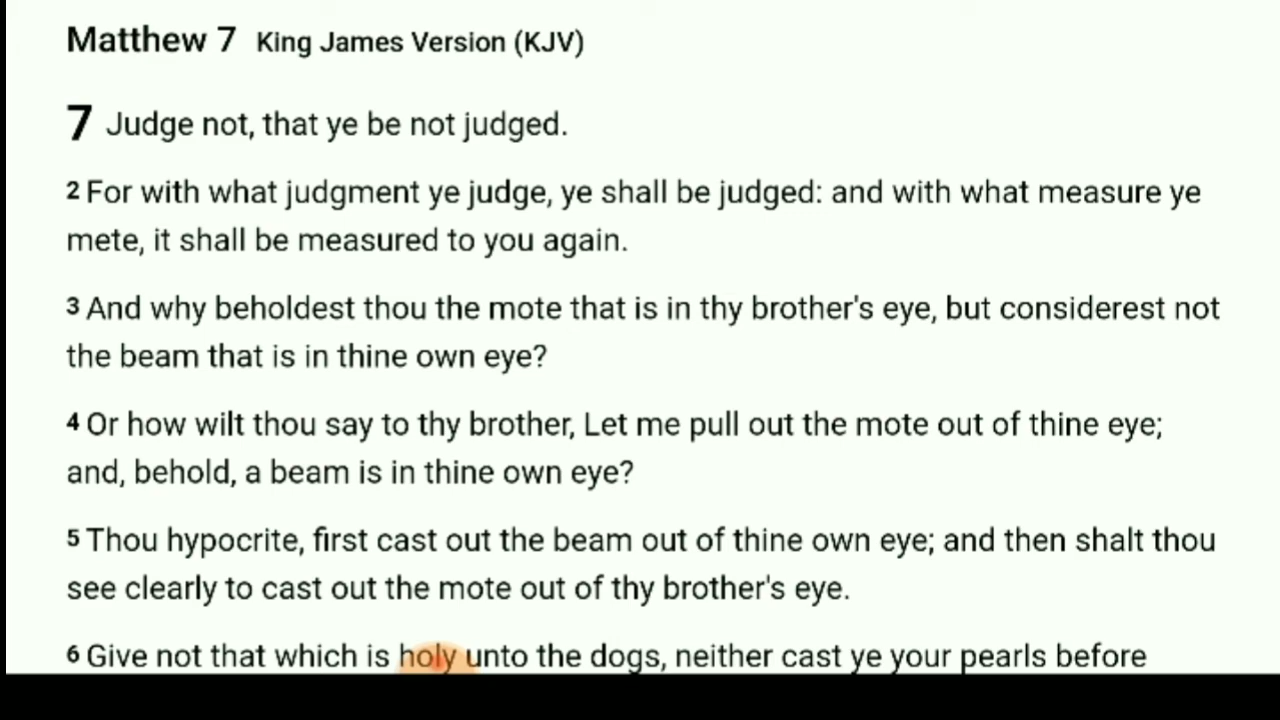 Matthew 7 King James Version (KJV)
7 Judge not, that ye be not judged.
2 For with what judgment ye judge, ye shall be judged: and with what measure ye
mete, it shall be measured to you again.
3 And why beholdest thou the mote that is in thy brother's eye, but considerest not
the beam that is in thine own eye?
4 Or how wilt thou say to thy brother, Let me pull out the mote out of thine eye;
and, behold, a beam is in thine own eye?
5 Thou hypocrite, first cast out the beam out of thine own eye; and then shalt thou
see clearly to cast out the mote out of thy brother's eye.
6 Give not that which is holy unto the dogs, neither cast ye your pearls before